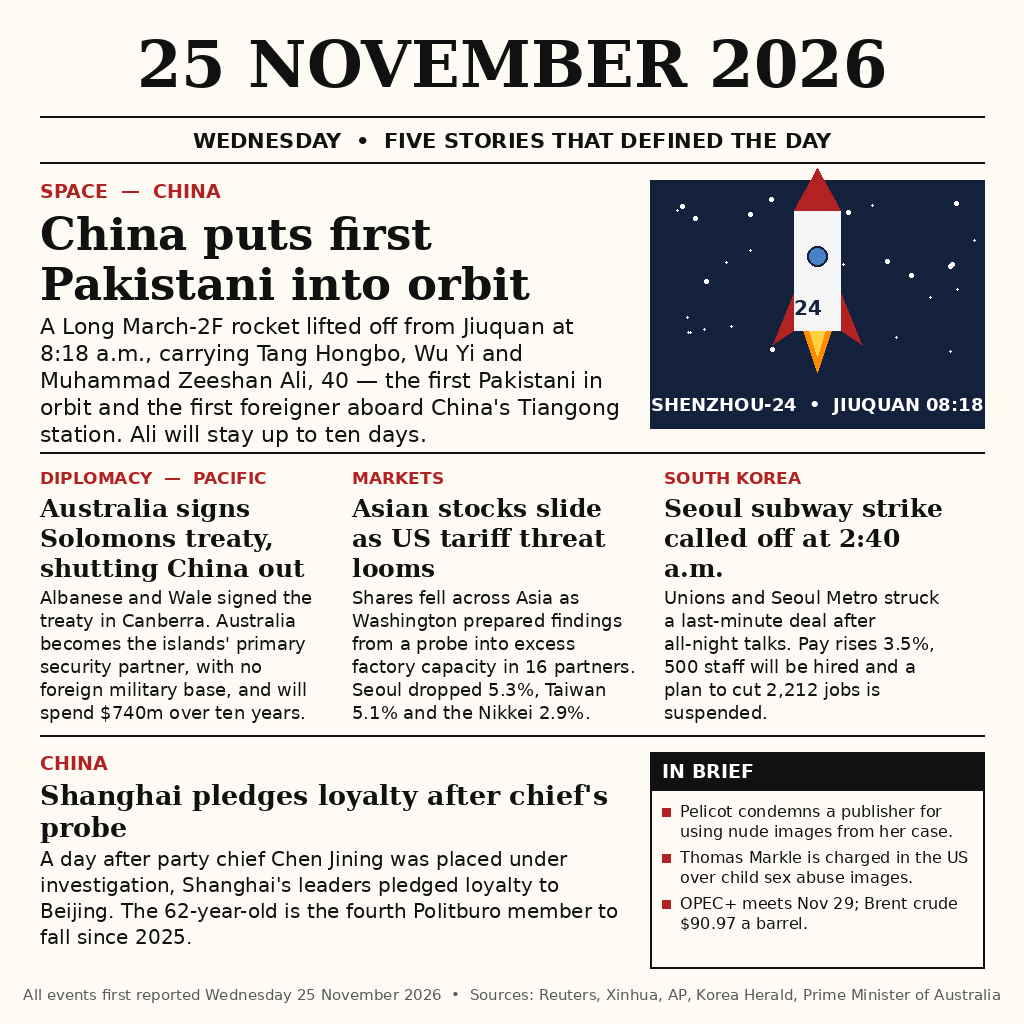 25 NOVEMBER 2026
WEDNESDAY • FIVE STORIES THAT DEFINED THE DAY
SPACE — CHINA
China puts first
Pakistani into orbit
A Long March-2F rocket lifted off from Jiuquan at
8:18 a.m., carrying Tang Hongbo, Wu Yi and
Muhammad Zeeshan Ali, 40 — the first Pakistani in
orbit and the first foreigner aboard China's Tiangong
station. Ali will stay up to ten days.
24
SHENZHOU-24 • JIUQUAN 08:18
DIPLOMACY — PACIFIC
Australia signs
Solomons treaty,
shutting China out
Albanese and Wale signed the
treaty in Canberra. Australia
becomes the islands' primary
security partner, with no
foreign military base, and will
spend $740m over ten years.
MARKETS
Asian stocks slide
as US tariff threat
looms
Shares fell across Asia as
Washington prepared findings
from a probe into excess
factory capacity in 16 partners.
Seoul dropped 5.3%, Taiwan
5.1% and the Nikkei 2.9%.
SOUTH KOREA
Seoul subway strike
called off at 2:40
a.m.
Unions and Seoul Metro struck
a last-minute deal after
all-night talks. Pay rises 3.5%,
500 staff will be hired and a
plan to cut 2,212 jobs is
suspended.
CHINA
Shanghai pledges loyalty after chief's
probe
A day after party chief Chen Jining was placed under
investigation, Shanghai's leaders pledged loyalty to
Beijing. The 62-year-old is the fourth Politburo member to
fall since 2025.
IN BRIEF
Pelicot condemns a publisher for
using nude images from her case.
Thomas Markle is charged in the US
over child sex abuse images.
OPEC+ meets Nov 29; Brent crude
$90.97 a barrel.
All events first reported Wednesday 25 November 2026 • Sources: Reuters, Xinhua, AP, Korea Herald, Prime Minister of Australia